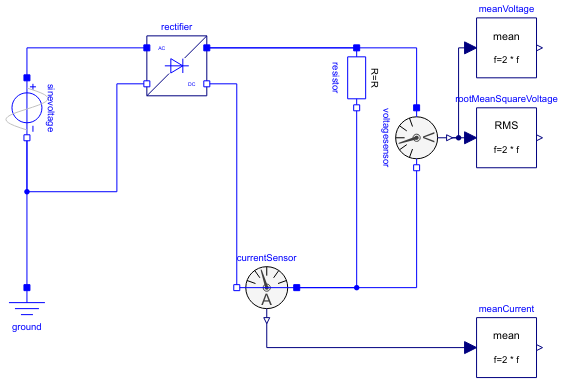 meanVoltage
mean
f=2 * f
rectifier
AC
DC
+
sinevoltage
resistor
R=R
voltagesensor
rootMeanSquareVoltage
RMS
f=2 * f
currentSensor
A
ground
meanCurrent
mean
f=2 * f